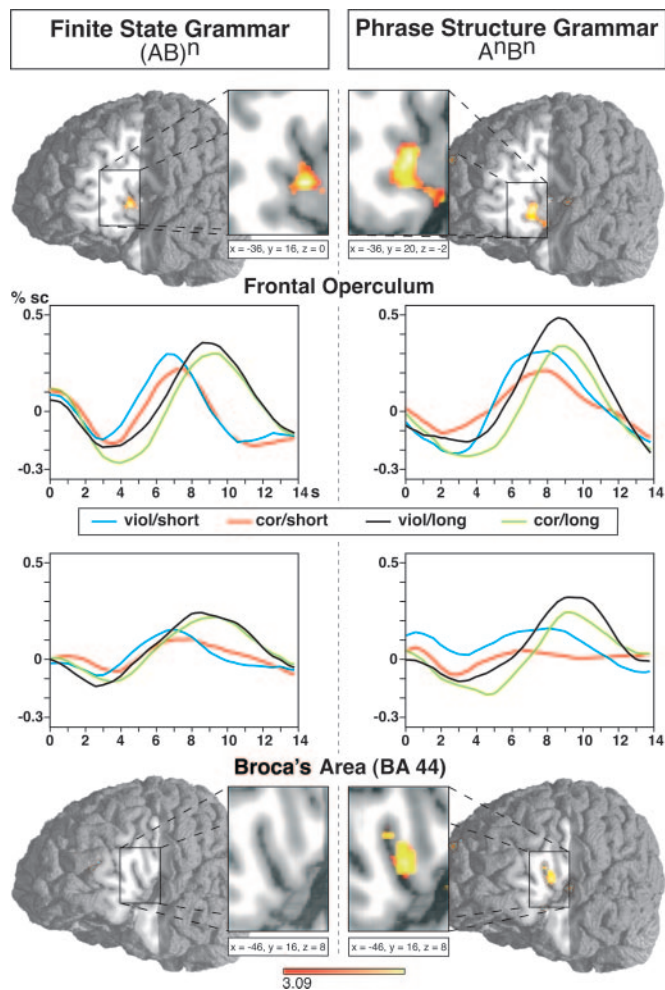 Finite State Grammar
(AB)ⁿ
Phrase Structure Grammar
AⁿBⁿ
x = -36, y = 16, z = 0
x = -36, y = 20, z = -2
Frontal Operculum
% sc
0.5
0
-0.3
0 2 4 6 8 10 12 14 s
0.5
0
-0.3
0 2 4 6 8 10 12 14
viol/short cor/short viol/long cor/long
0.5
0
-0.3
0 2 4 6 8 10 12 14
0.5
0
-0.3
0 2 4 6 8 10 12 14
Broca's Area (BA 44)
x = -46, y = 16, z = 8
x = -46, y = 16, z = 8
3.09